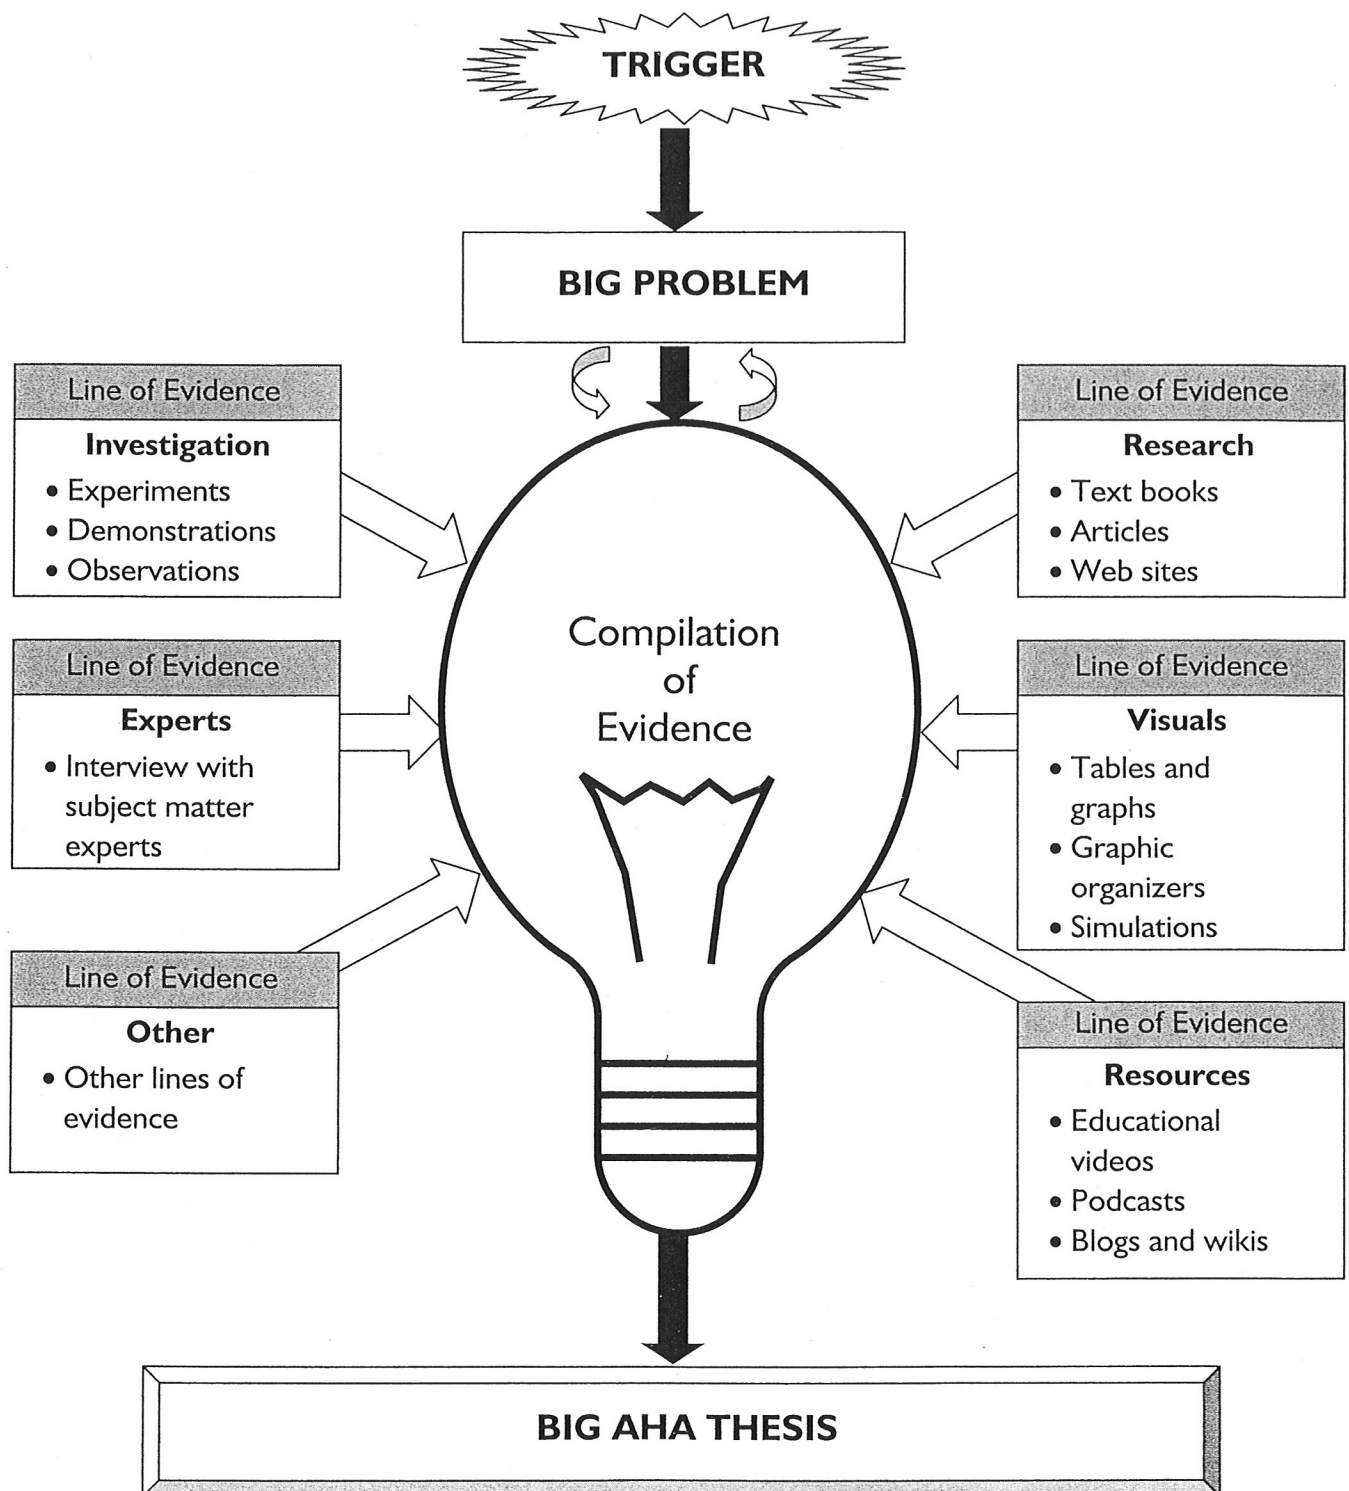 TRIGGER
BIG PROBLEM
Line of Evidence
Investigation
• Experiments
• Demonstrations
• Observations
Line of Evidence
Experts
• Interview with
subject matter
experts
Line of Evidence
Other
• Other lines of
evidence
Compilation
of
Evidence
Line of Evidence
Research
• Text books
• Articles
• Web sites
Line of Evidence
Visuals
• Tables and
graphs
• Graphic
organizers
• Simulations
Line of Evidence
Resources
• Educational
videos
• Podcasts
• Blogs and wikis
BIG AHA THESIS